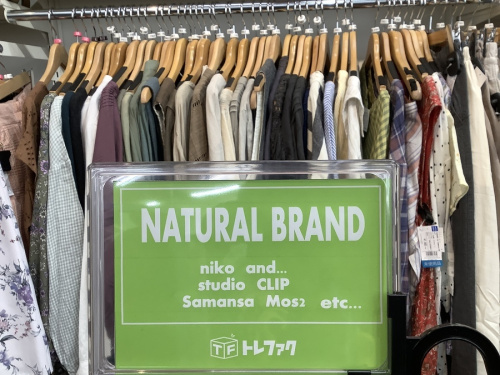 NATURAL BRAND
niko and...
studio CLIP
Samansa Mos2 etc...
TF トレファク